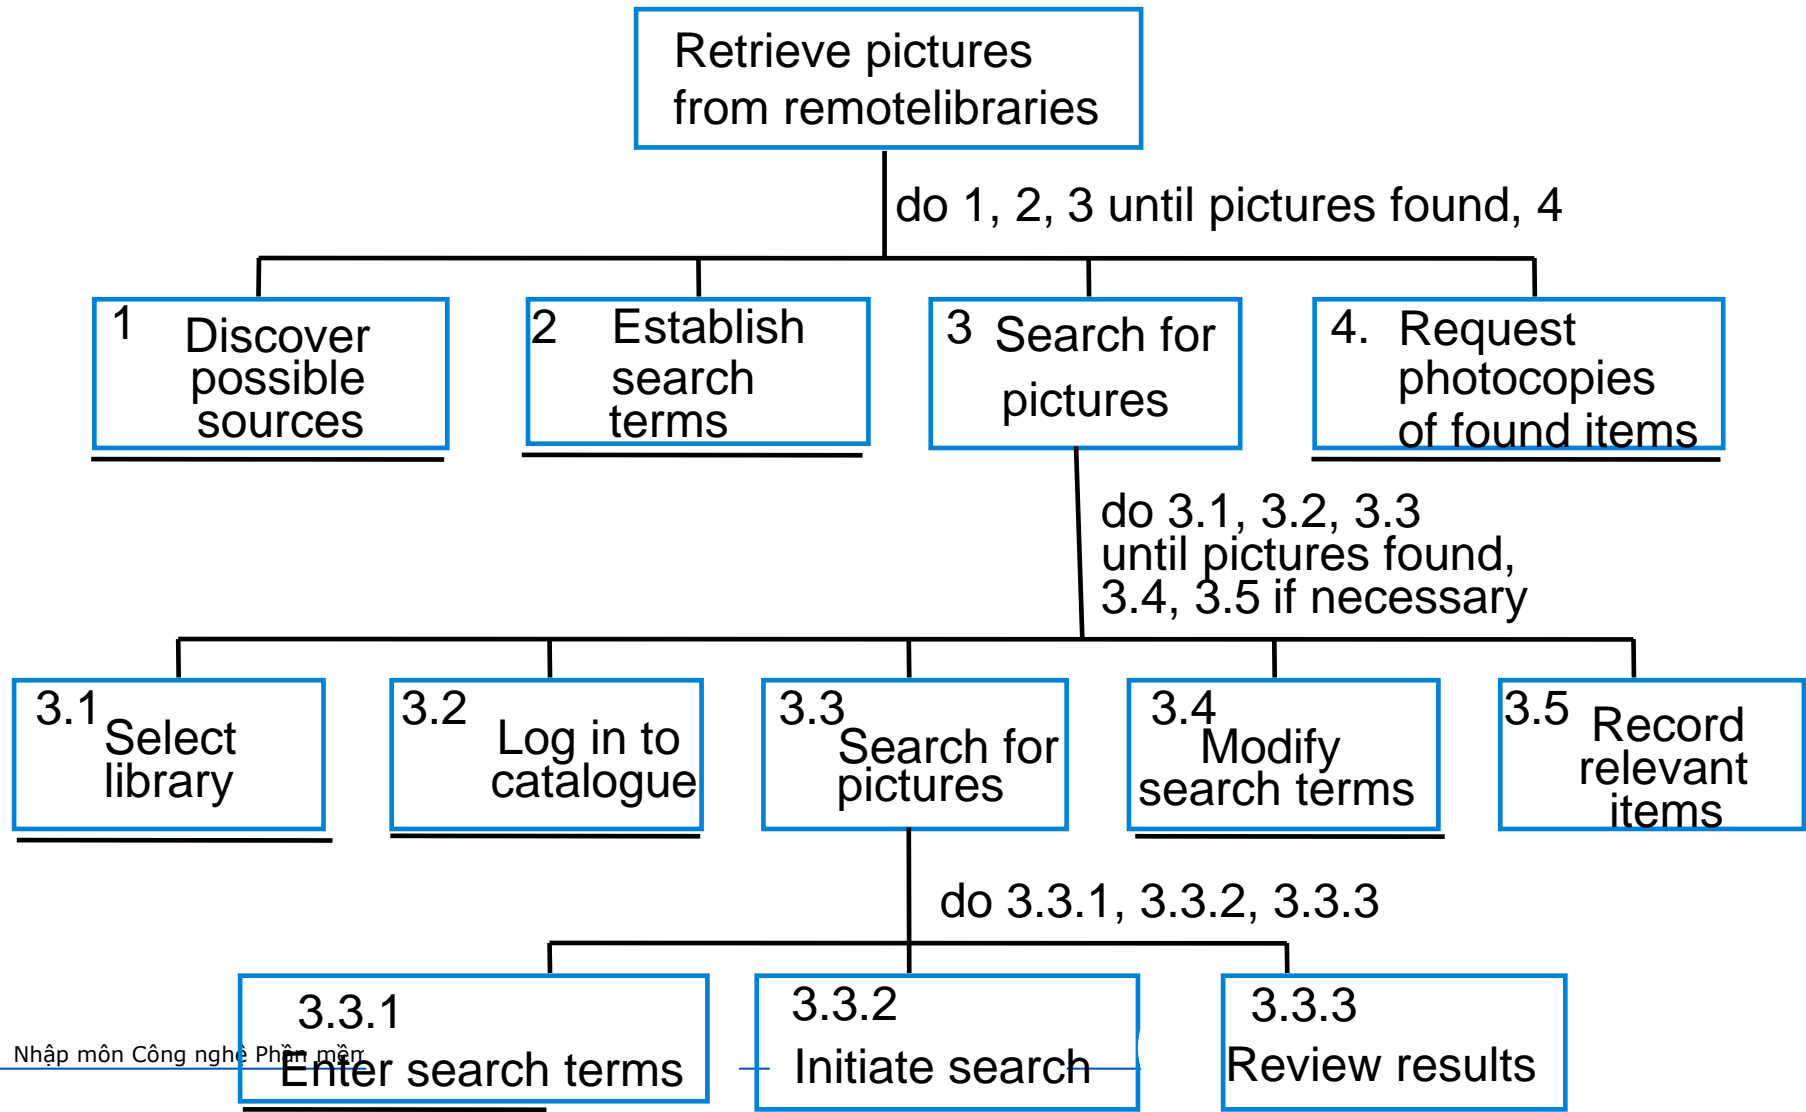 Retrieve pictures
from remotelibraries
do 1, 2, 3 until pictures found, 4
1
Discover
possible
sources
2
Establish
search
terms
3
Search for
pictures
4.
Request
photocopies
of found items
do 3.1, 3.2, 3.3
until pictures found,
3.4, 3.5 if necessary
3.1
Select
library
3.2
Log in to
catalogue
3.3
Search for
pictures
3.4
Modify
search terms
3.5
Record
relevant
items
do 3.3.1, 3.3.2, 3.3.3
3.3.1
Enter search terms
3.3.2
Initiate search
3.3.3
Review results
Nhập môn Công nghệ Phần mềm